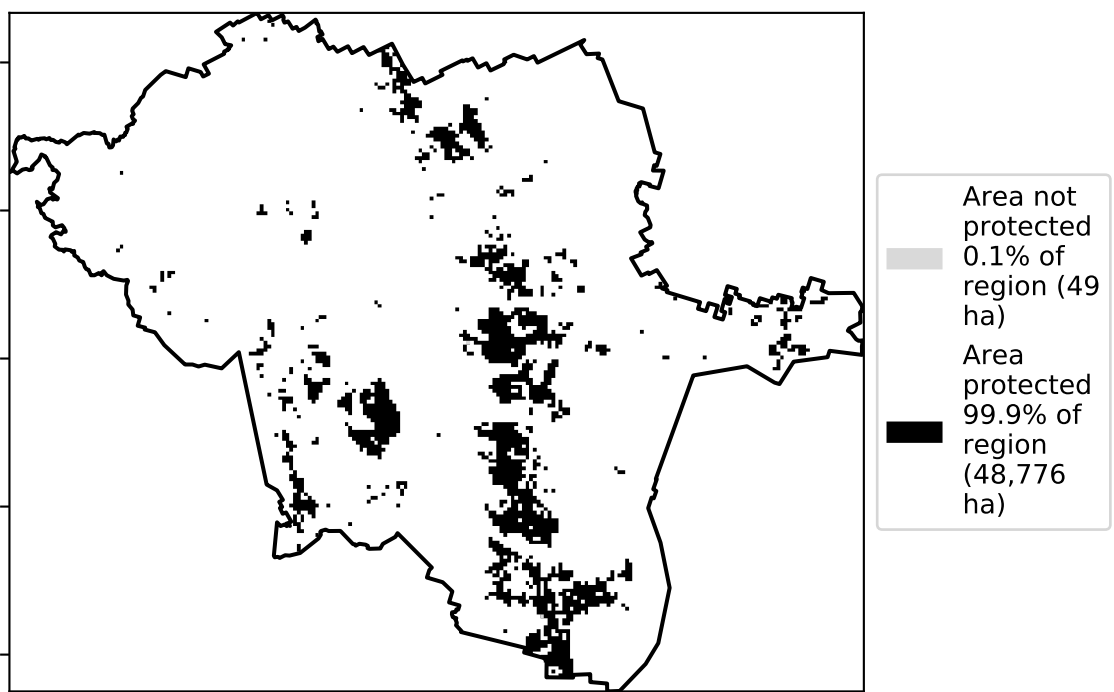 Area not
protected
0.1% of
region (49
ha)
Area
protected
99.9% of
region
(48,776
ha)